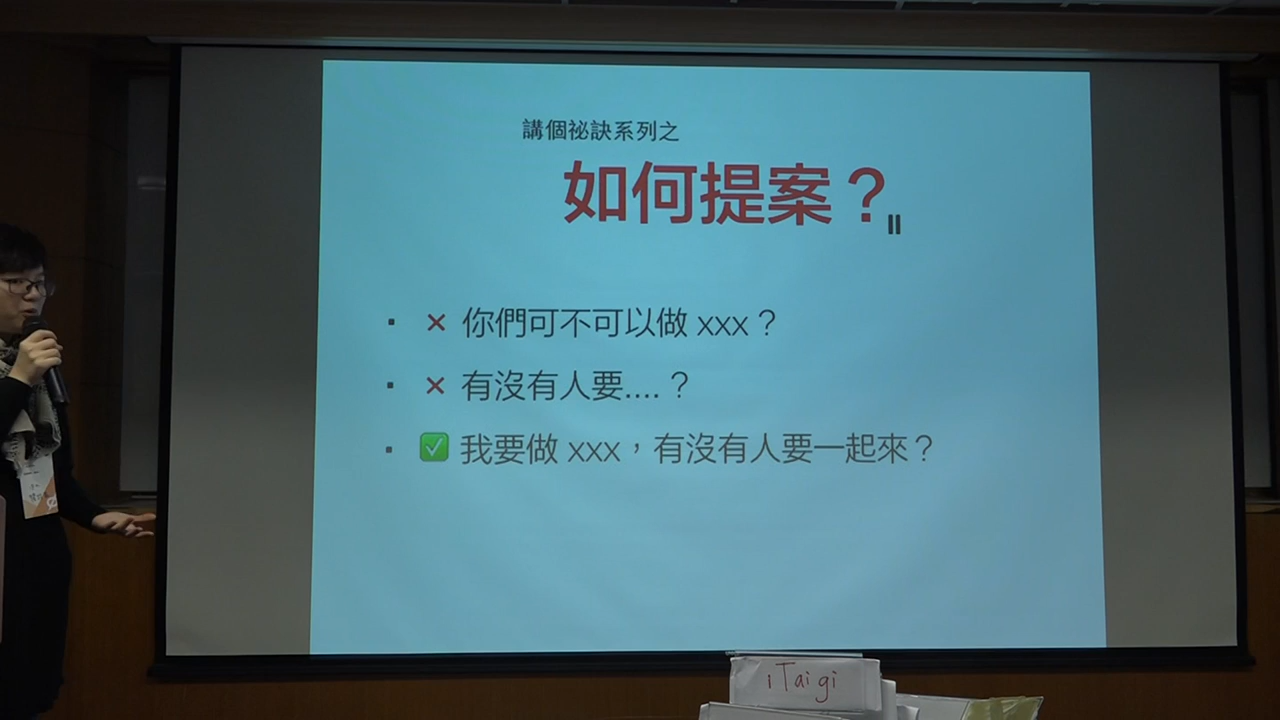 講個祕訣系列之
如何提案？
II
• × 你們可不可以做 xxx？
• × 有沒有人要....？
• ✅ 我要做 xxx，有沒有人要一起來？
iTaigi